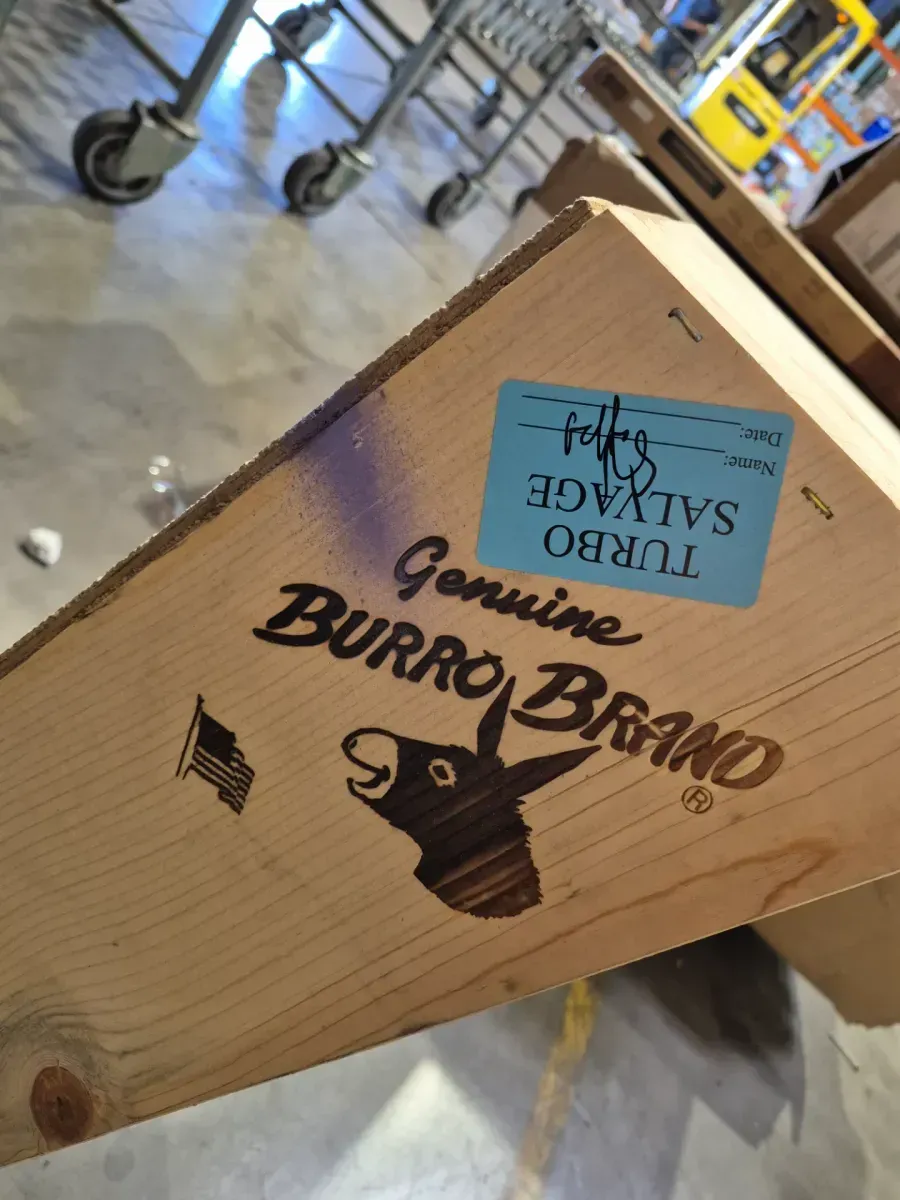 Genuine
BURRO BRAND
®
TURBO
SALVAGE
Name:
Date: